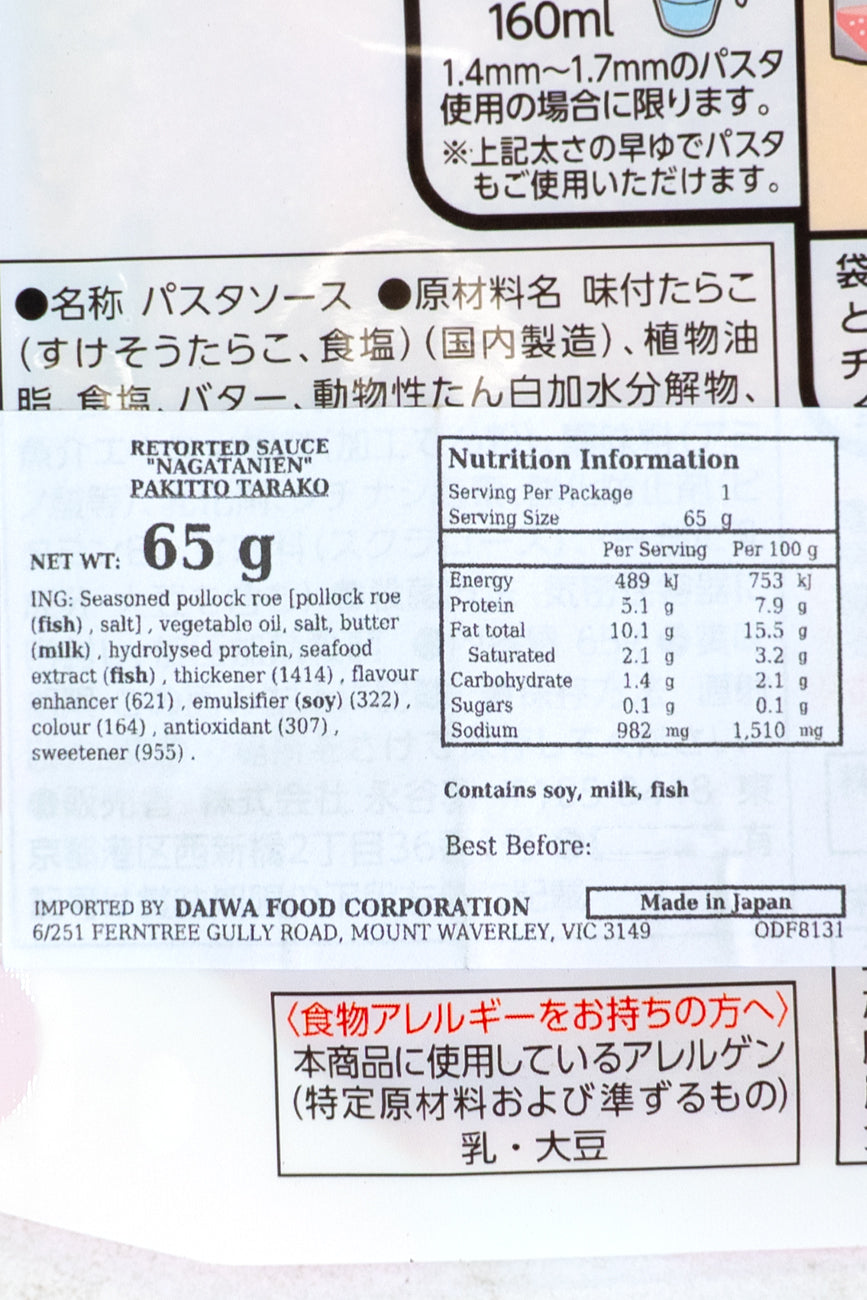 160ml
1.4mm〜1.7mmのパスタ
使用の場合に限ります。
※上記太さの早ゆでパスタ
もご使用いただけます。
●名称 パスタソース ●原材料名 味付たらこ
(すけそうたらこ、食塩)(国内製造)、植物油
脂、食塩、バター、動物性たん白加水分解物、
袋
と
チ
RETORTED SAUCE
"NAGATANIEN"
PAKITTO TARAKO
NET WT: 65 g
ING: Seasoned pollock roe [pollock roe
(fish) , salt] , vegetable oil, salt, butter
(milk) , hydrolysed protein, seafood
extract (fish) , thickener (1414) , flavour
enhancer (621) , emulsifier (soy) (322) ,
colour (164) , antioxidant (307) ,
sweetener (955) .
Nutrition Information
Serving Per Package 1
Serving Size 65 g
Per Serving Per 100 g
Energy 489 kJ 753 kJ
Protein 5.1 g 7.9 g
Fat total 10.1 g 15.5 g
Saturated 2.1 g 3.2 g
Carbohydrate 1.4 g 2.1 g
Sugars 0.1 g 0.1 g
Sodium 982 mg 1,510 mg
Contains soy, milk, fish
Best Before:
IMPORTED BY DAIWA FOOD CORPORATION
Made in Japan
6/251 FERNTREE GULLY ROAD, MOUNT WAVERLEY, VIC 3149 ODF8131
〈食物アレルギーをお持ちの方へ〉
本商品に使用しているアレルゲン
(特定原材料および準ずるもの)
乳・大豆